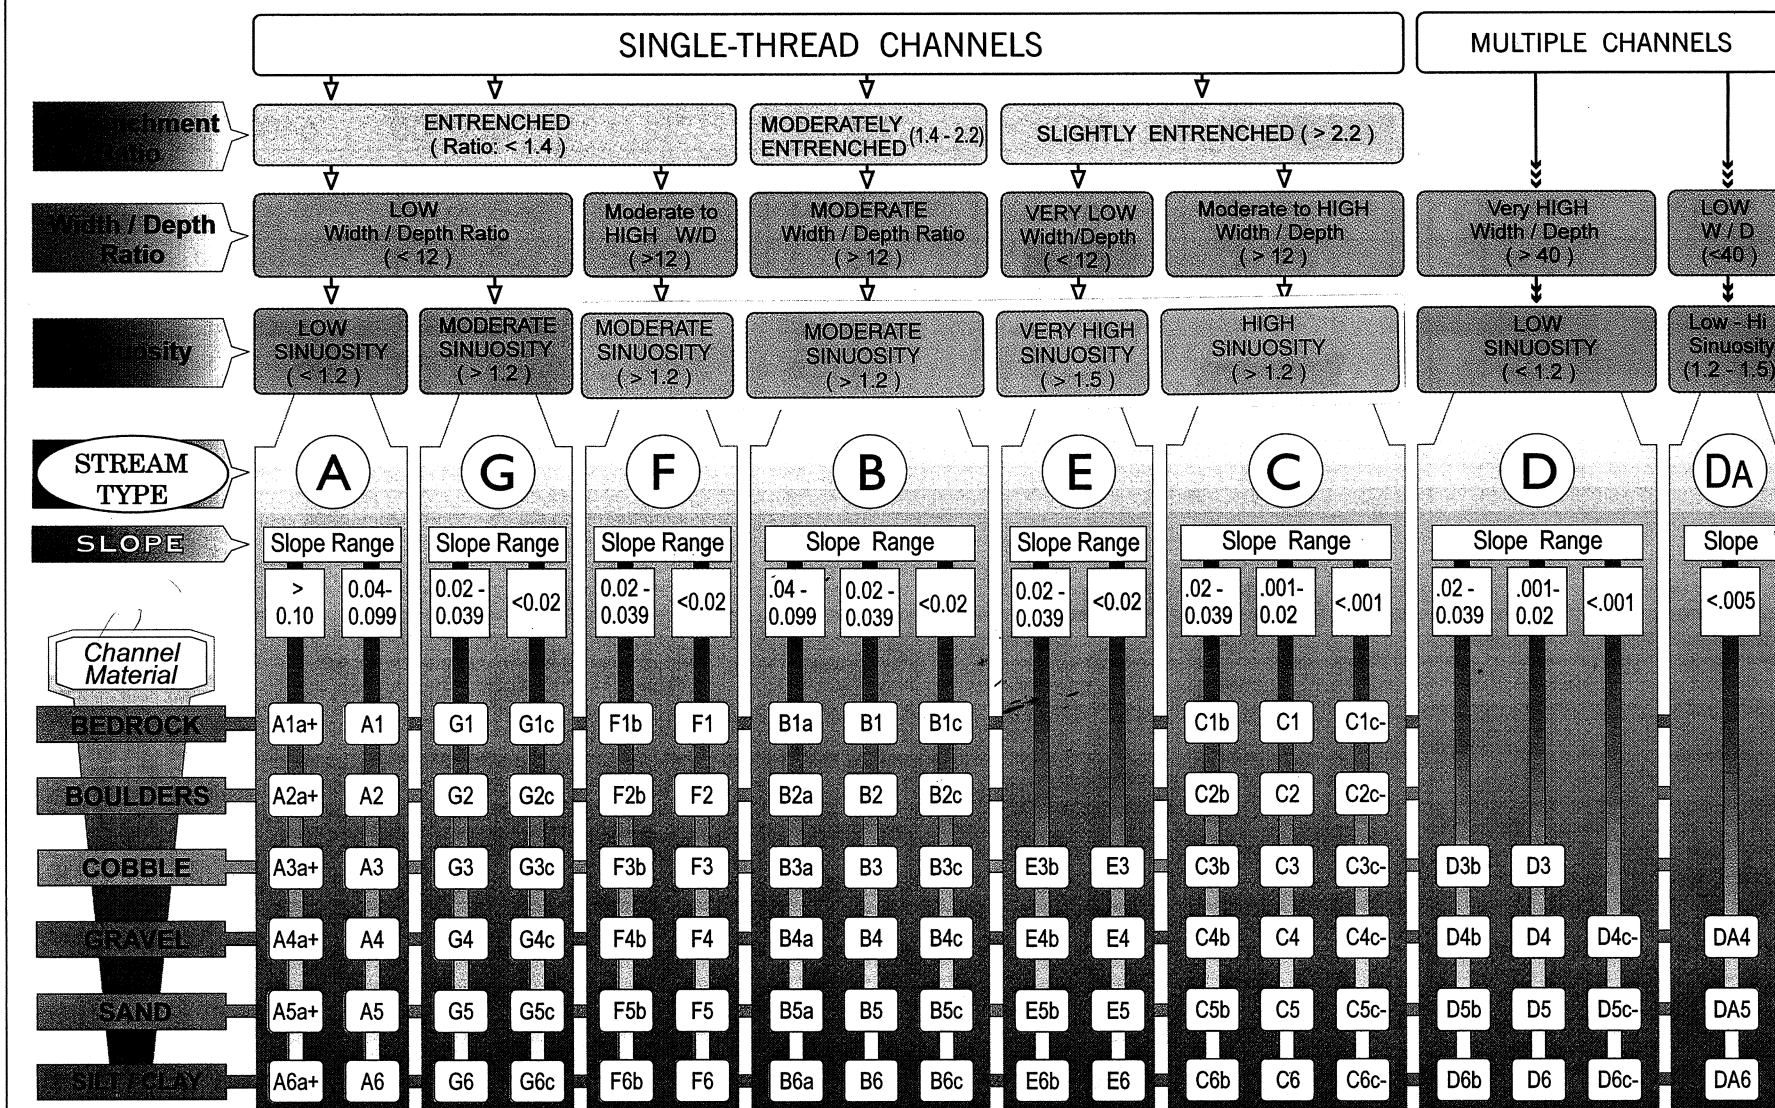 SINGLE-THREAD CHANNELS
MULTIPLE CHANNELS
ENTRENCHED
( Ratio: < 1.4 )
MODERATELY
ENTRENCHED
(1.4 - 2.2)
SLIGHTLY ENTRENCHED ( > 2.2 )
Width / Depth
Ratio
LOW
Width / Depth Ratio
( < 12 )
Moderate to
HIGH W/D
( >12 )
MODERATE
Width / Depth Ratio
( > 12 )
VERY LOW
Width/Depth
( < 12 )
Moderate to HIGH
Width / Depth
( > 12 )
Very HIGH
Width / Depth
( > 40 )
LOW
W / D
(<40 )
LOW
SINUOSITY
( < 1.2 )
MODERATE
SINUOSITY
( > 1.2 )
MODERATE
SINUOSITY
( > 1.2 )
MODERATE
SINUOSITY
( > 1.2 )
VERY HIGH
SINUOSITY
( > 1.5 )
HIGH
SINUOSITY
( > 1.2 )
LOW
SINUOSITY
( < 1.2 )
Low - Hi
Sinuosity
(1.2 - 1.5)
STREAM
TYPE
A G F B E C D DA
SLOPE
Slope Range
Slope Range
Slope Range
Slope Range
Slope Range
Slope Range
Slope Range
Slope
>
0.10
0.04-
0.099
0.02 -
0.039
<0.02
0.02 -
0.039
<0.02
.04 -
0.099
0.02 -
0.039
<0.02
0.02 -
0.039
<0.02
.02 -
0.039
.001-
0.02
<.001
.02 -
0.039
.001-
0.02
<.001
<.005
Channel
Material
BEDROCK A1a+ A1 G1 G1c F1b F1 B1a B1 B1c C1b C1 C1c-
BOULDERS A2a+ A2 G2 G2c F2b F2 B2a B2 B2c C2b C2 C2c-
COBBLE A3a+ A3 G3 G3c F3b F3 B3a B3 B3c E3b E3 C3b C3 C3c- D3b D3
GRAVEL A4a+ A4 G4 G4c F4b F4 B4a B4 B4c E4b E4 C4b C4 C4c- D4b D4 D4c- DA4
SAND A5a+ A5 G5 G5c F5b F5 B5a B5 B5c E5b E5 C5b C5 C5c- D5b D5 D5c- DA5
SILT / CLAY A6a+ A6 G6 G6c F6b F6 B6a B6 B6c E6b E6 C6b C6 C6c- D6b D6 D6c- DA6